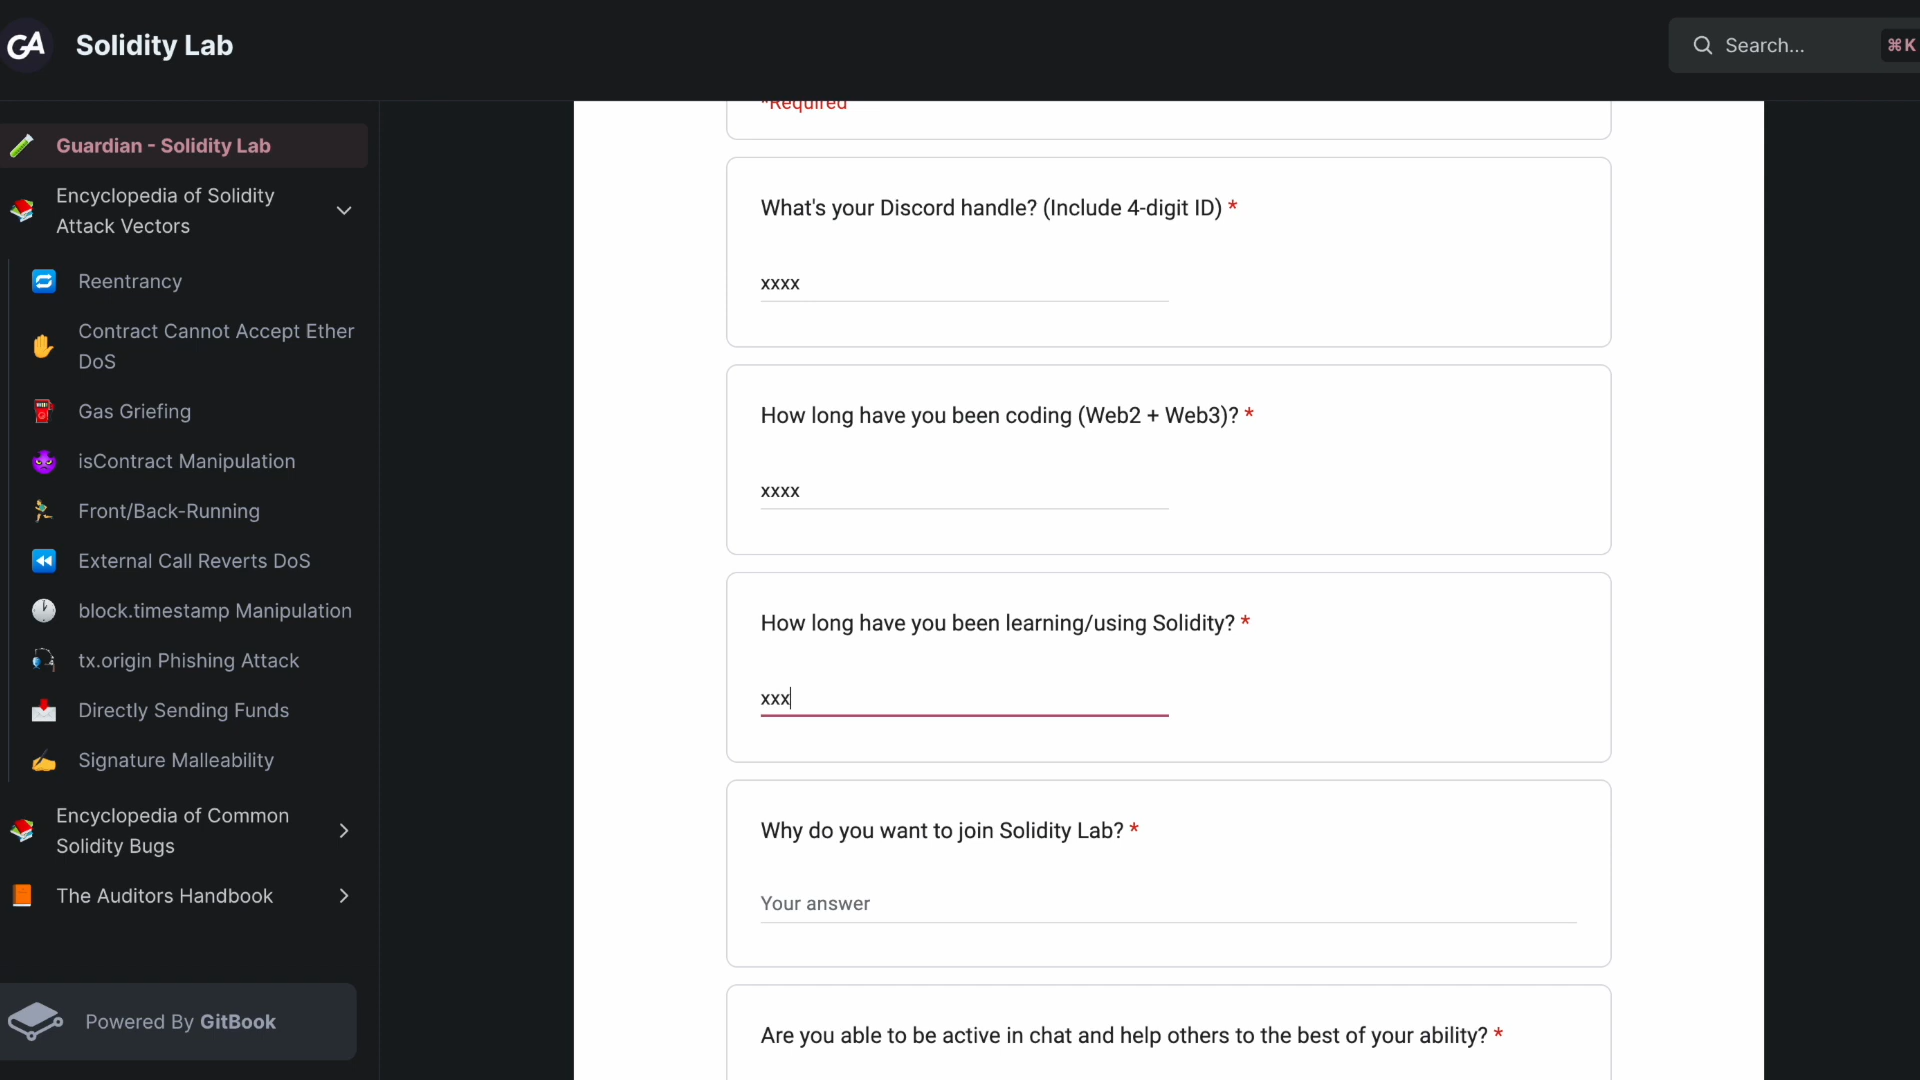 GA Solidity Lab
Search...
⌘K
Guardian - Solidity Lab
Encyclopedia of Solidity
Attack Vectors
Reentrancy
Contract Cannot Accept Ether
DoS
Gas Griefing
isContract Manipulation
Front/Back-Running
External Call Reverts DoS
block.timestamp Manipulation
tx.origin Phishing Attack
Directly Sending Funds
Signature Malleability
Encyclopedia of Common
Solidity Bugs
The Auditors Handbook
Powered By GitBook
*Required
What's your Discord handle? (Include 4-digit ID) *
xxxx
How long have you been coding (Web2 + Web3)? *
xxxx
How long have you been learning/using Solidity? *
xxx
Why do you want to join Solidity Lab? *
Your answer
Are you able to be active in chat and help others to the best of your ability? *